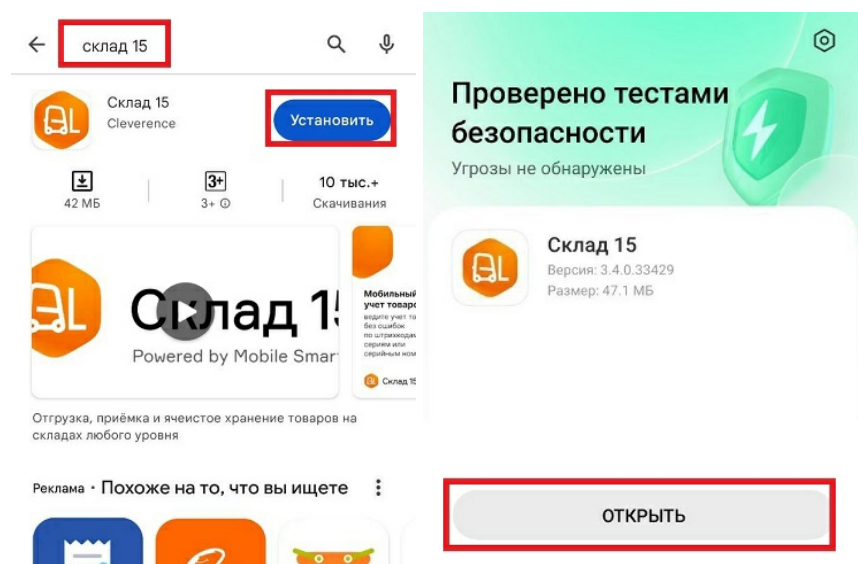 склад 15
Склад 15
Cleverence
Установить
3+
10 тыс.+
42 МБ
3+
Скачивания
Склад 15
Powered by Mobile Smar
Мобильный
учет товаро
ведите учет то
без ошибок
по штрихкодам
сериям или
серийным ном
Склад 15
Отгрузка, приёмка и ячеистое хранение товаров на
складах любого уровня
Реклама · Похоже на то, что вы ищете
Проверено тестами
безопасности
Угрозы не обнаружены
Склад 15
Версия: 3.4.0.33429
Размер: 47.1 МБ
ОТКРЫТЬ